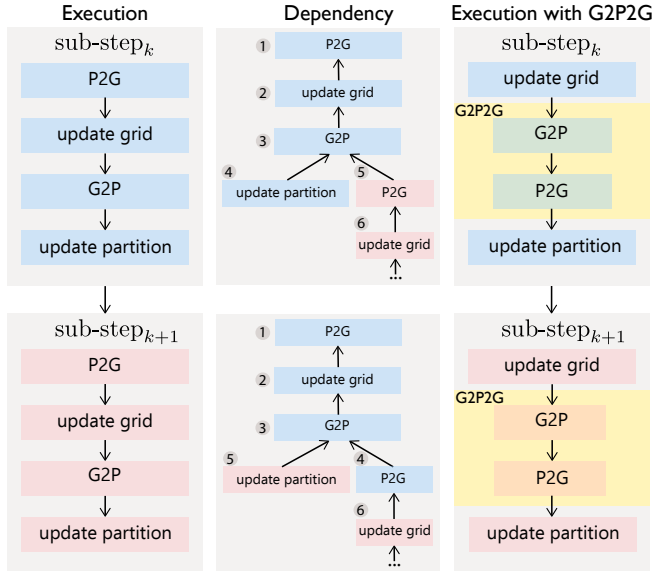 Execution
sub-step_k
P2G
update grid
G2P
update partition
sub-step_{k+1}
P2G
update grid
G2P
update partition
Dependency
1 P2G
2 update grid
3 G2P
4 update partition
5 P2G
6 update grid
...
1 P2G
2 update grid
3 G2P
5 update partition
4 P2G
6 update grid
...
Execution with G2P2G
sub-step_k
update grid
G2P2G
G2P
P2G
update partition
sub-step_{k+1}
update grid
G2P2G
G2P
P2G
update partition